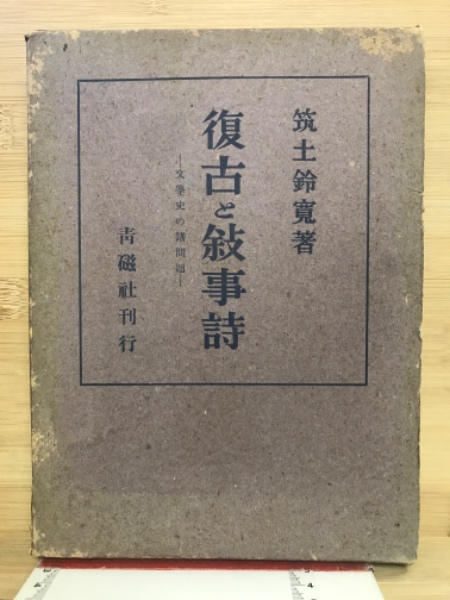 筑土鈴寛著
復古と敍事詩
―文學史の諸問題―
靑磁社刊行